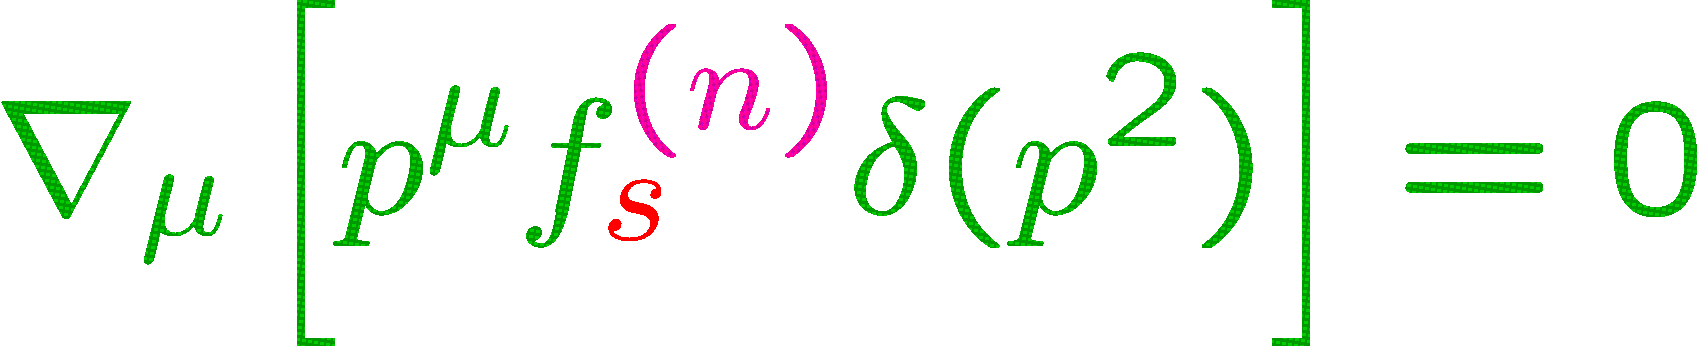 ∇_μ [p^μ f_s^(n) δ(p^2)] = 0